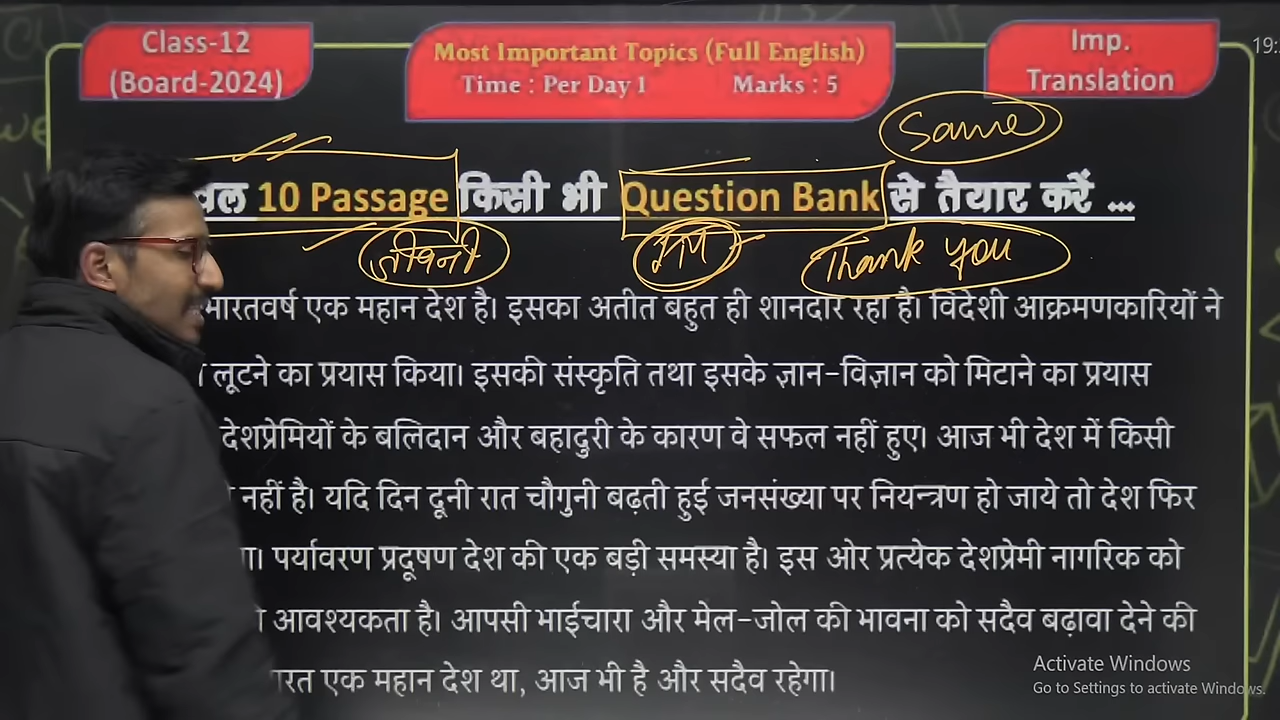 Class-12
(Board-2024)
Most Important Topics (Full English)
Time : Per Day 1 Marks : 5
Imp.
Translation
19:
Same
10 Passage किसी भी Question Bank से तैयार करें ...
जीवनी
Thank you
भारतवर्ष एक महान देश है। इसका अतीत बहुत ही शानदार रहा है। विदेशी आक्रमणकारियों ने
लूटने का प्रयास किया। इसकी संस्कृति तथा इसके ज्ञान-विज्ञान को मिटाने का प्रयास
देशप्रेमियों के बलिदान और बहादुरी के कारण वे सफल नहीं हुए। आज भी देश में किसी
नहीं है। यदि दिन दूनी रात चौगुनी बढ़ती हुई जनसंख्या पर नियन्त्रण हो जाये तो देश फिर
पर्यावरण प्रदूषण देश की एक बड़ी समस्या है। इस ओर प्रत्येक देशप्रेमी नागरिक को
आवश्यकता है। आपसी भाईचारा और मेल-जोल की भावना को सदैव बढ़ावा देने की
एक महान देश था, आज भी है और सदैव रहेगा।
Activate Windows
Go to Settings to activate Windows.